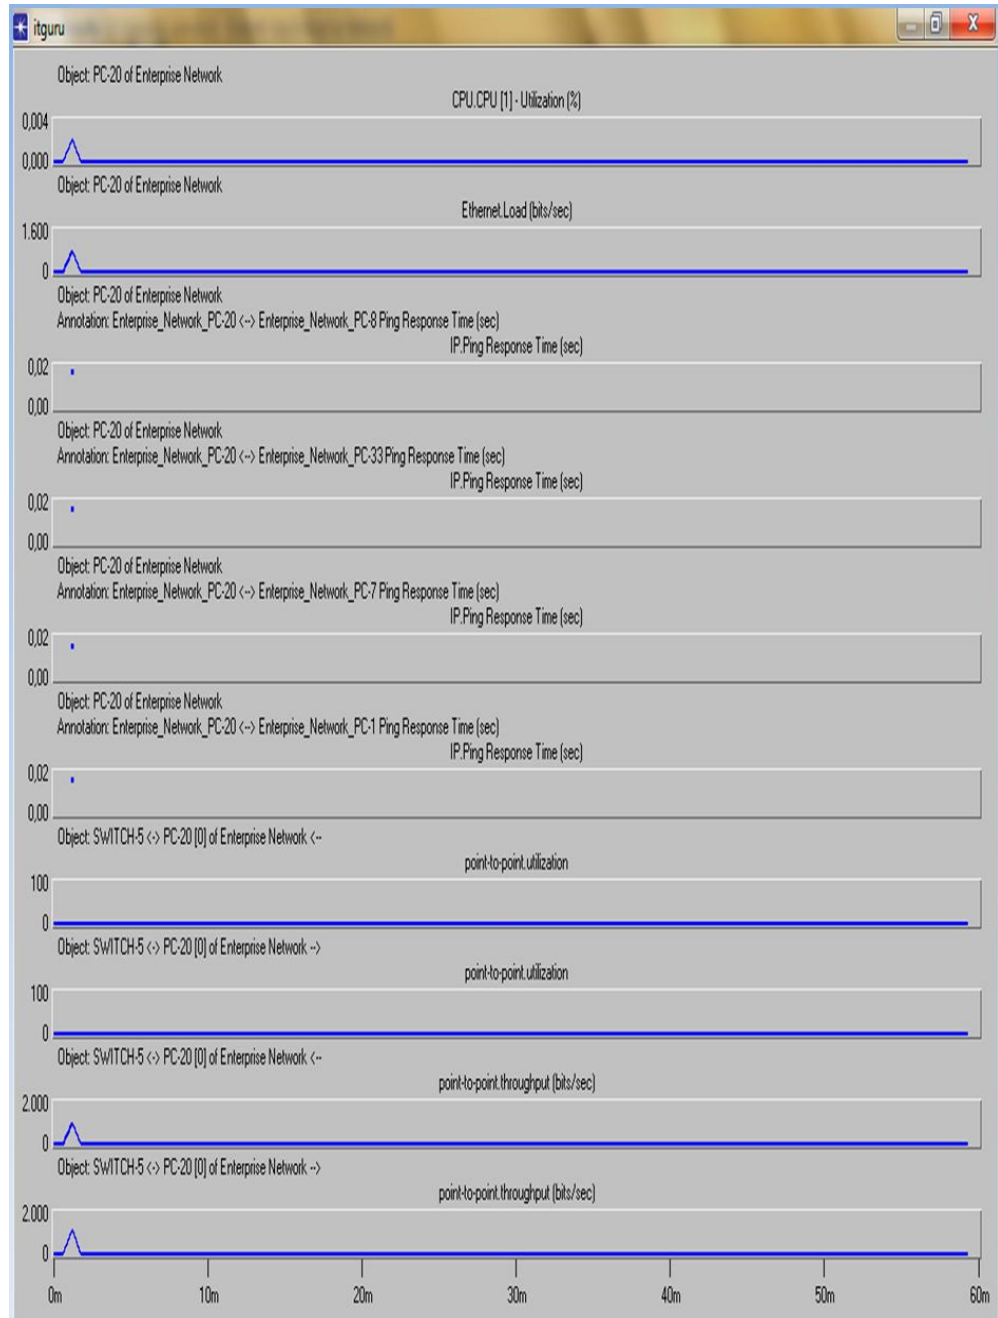 itguru
Object: PC-20 of Enterprise Network
CPU.CPU [1] - Utilization (%)
0,004
0,000
Object: PC-20 of Enterprise Network
Ethernet.Load (bits/sec)
1.600
0
Object: PC-20 of Enterprise Network
Annotation: Enterprise_Network_PC-20 <--> Enterprise_Network_PC-8 Ping Response Time (sec)
IP.Ping Response Time (sec)
0,02
0,00
Object: PC-20 of Enterprise Network
Annotation: Enterprise_Network_PC-20 <--> Enterprise_Network_PC-33 Ping Response Time (sec)
IP.Ping Response Time (sec)
0,02
0,00
Object: PC-20 of Enterprise Network
Annotation: Enterprise_Network_PC-20 <--> Enterprise_Network_PC-7 Ping Response Time (sec)
IP.Ping Response Time (sec)
0,02
0,00
Object: PC-20 of Enterprise Network
Annotation: Enterprise_Network_PC-20 <--> Enterprise_Network_PC-1 Ping Response Time (sec)
IP.Ping Response Time (sec)
0,02
0,00
Object: SWITCH-5 <-> PC-20 [0] of Enterprise Network <--
point-to-point.utilization
100
0
Object: SWITCH-5 <-> PC-20 [0] of Enterprise Network -->
point-to-point.utilization
100
0
Object: SWITCH-5 <-> PC-20 [0] of Enterprise Network <--
point-to-point.throughput (bits/sec)
2.000
0
Object: SWITCH-5 <-> PC-20 [0] of Enterprise Network -->
point-to-point.throughput (bits/sec)
2.000
0
0m 10m 20m 30m 40m 50m 60m